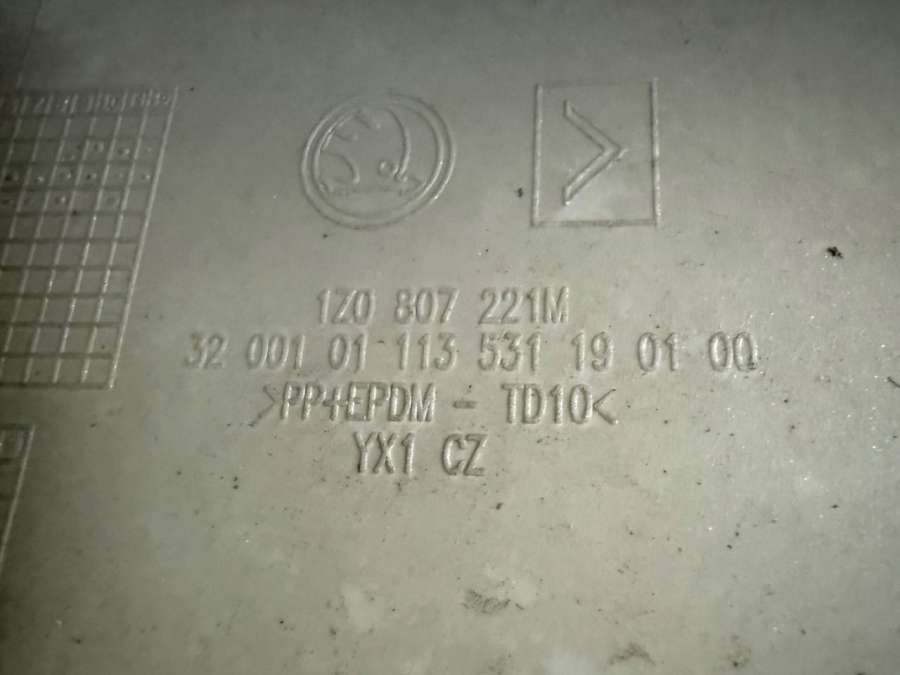 1Z0 807 221M
32 001 01 113 531 19 01 00
>PP+EPDM - TD10<
YX1 CZ